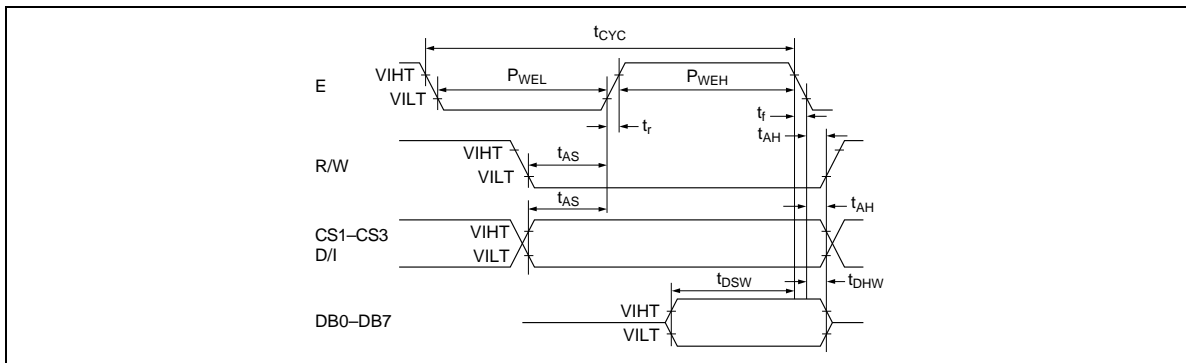 tCYC
E
VIHT
VILT
PWEL
PWEH
tr
tf
tAH
R/W
VIHT
VILT
tAS
tAS
tAH
CS1–CS3
D/I
VIHT
VILT
tDSW
tDHW
DB0–DB7
VIHT
VILT